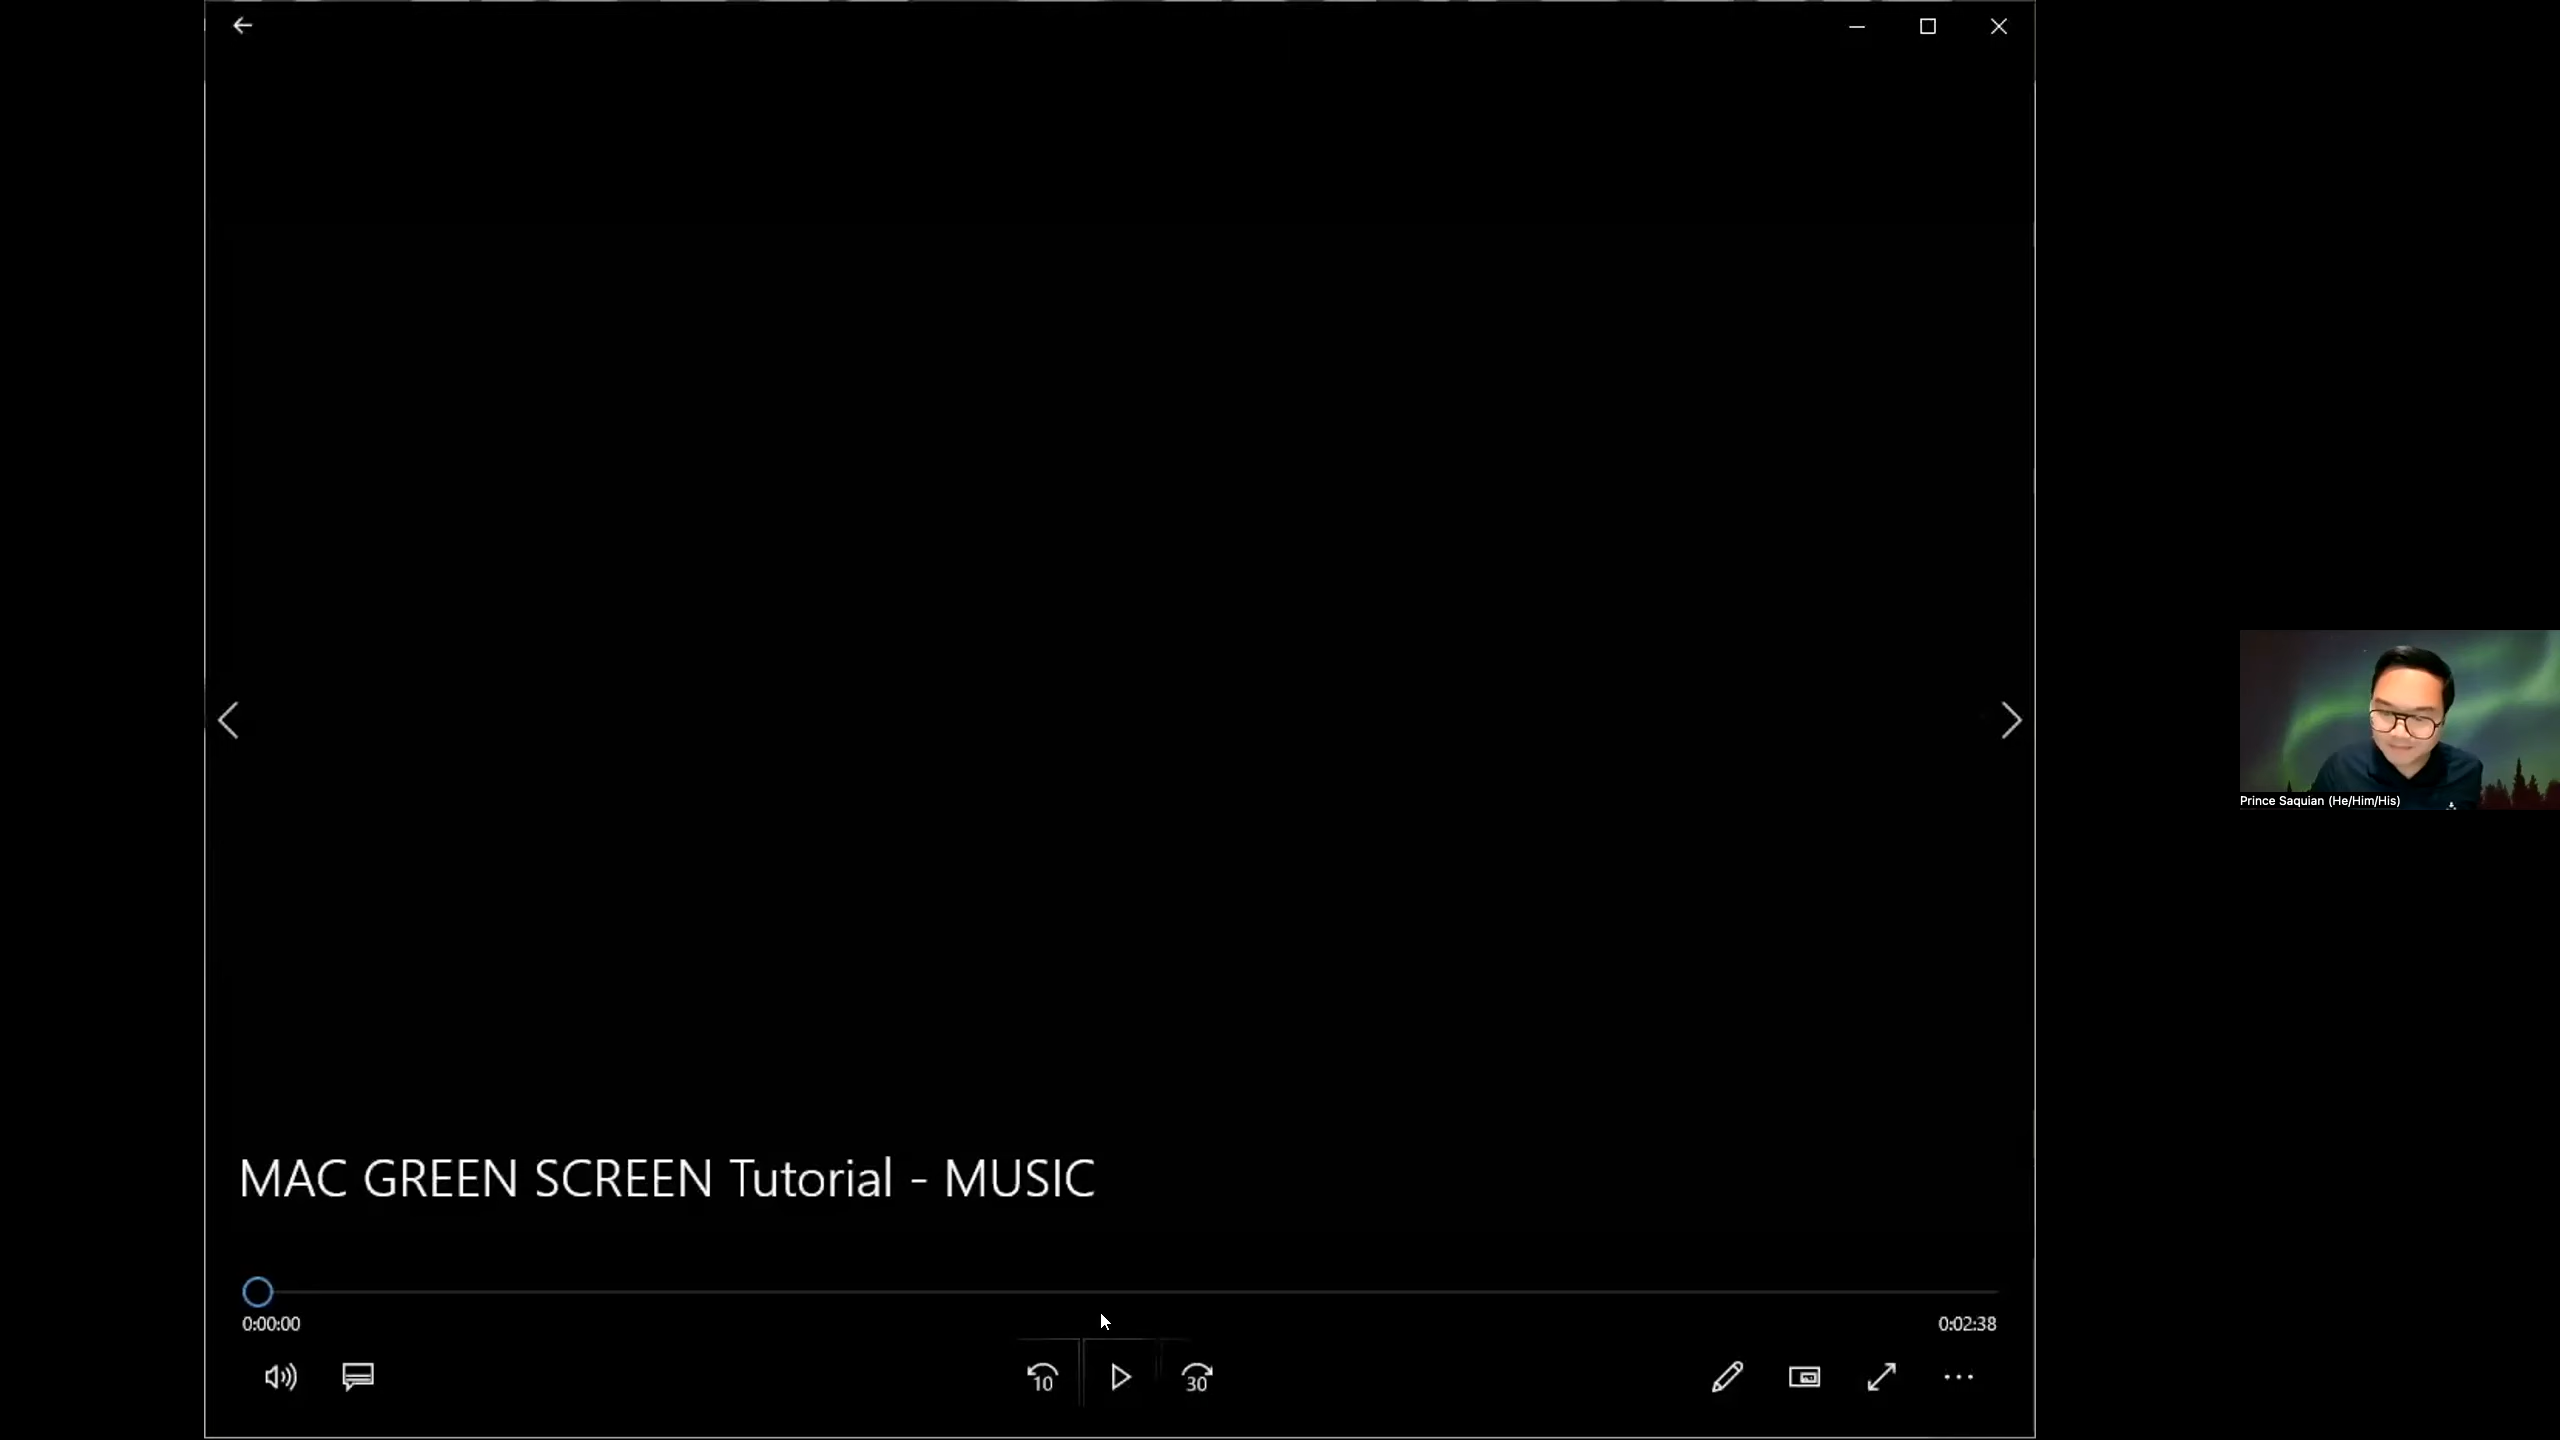 MAC GREEN SCREEN Tutorial - MUSIC
0:00:00
0:02:38
10
30
Prince Saquian (He/Him/His)